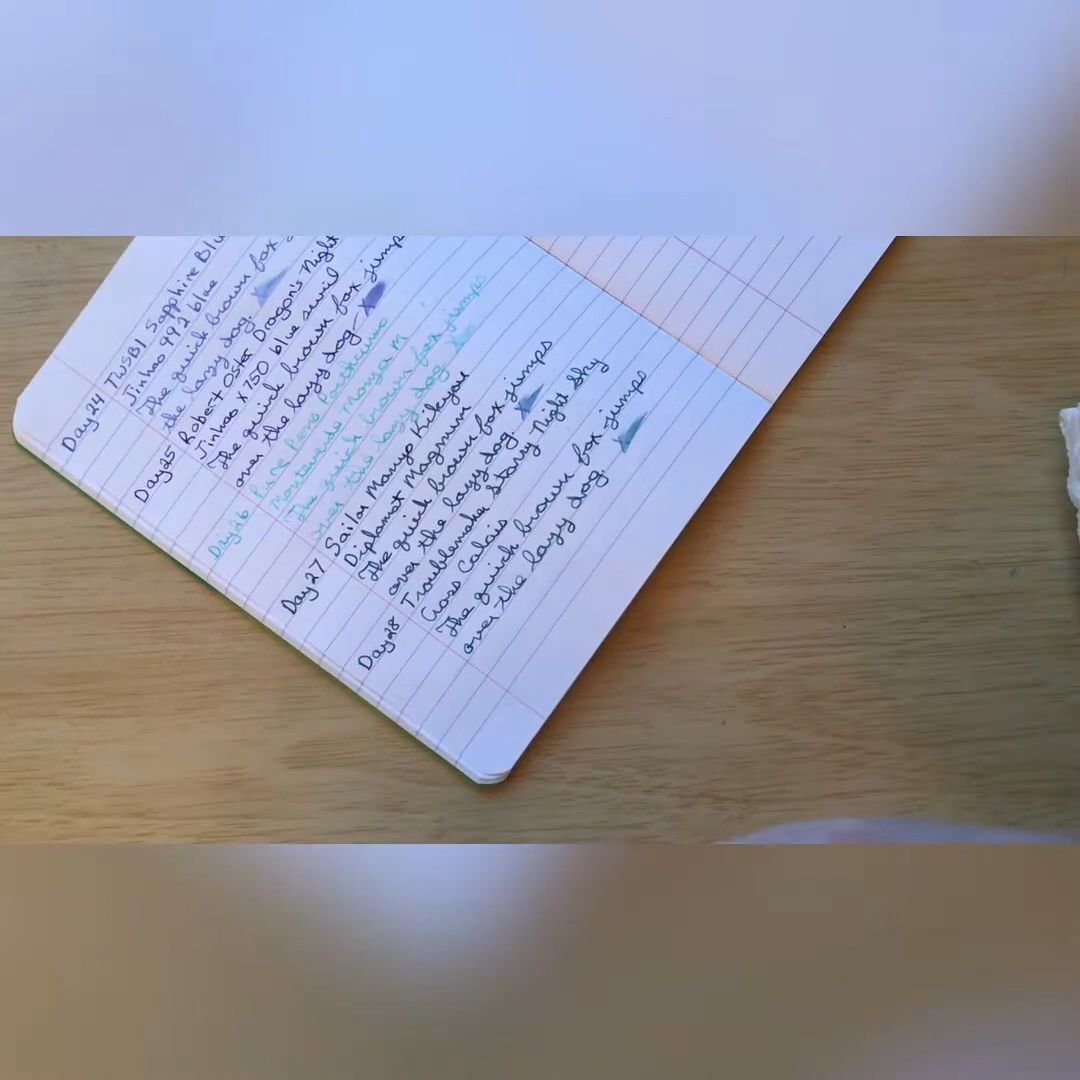 Day 24 TWSBI Sapphire Blu
Jinhao 992 blue
The quick brown fox
the lazy dog.
Day 25 Robert Oster Dragon's Night
Jinhao x750 blue swirl
The quick brown fox jumps
over the lazy dog. x
Day 26 Pure Pens
Monteverde Monza M
The quick brown fox jumps
over the lazy dog.
Day 27 Sailor Manyo Kikyou
Diplomat Magnum
The quick brown fox jumps
over the lazy dog.
Day 28 Troublemaker Starry Night Sky
Cross Calais
The quick brown fox jumps
over the lazy dog.